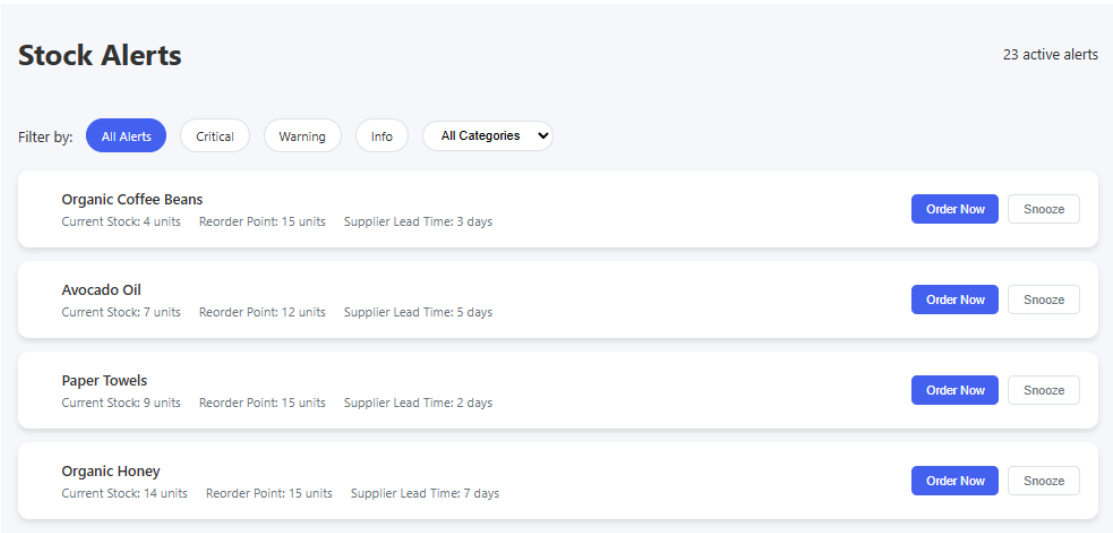 Stock Alerts
23 active alerts
Filter by: All Alerts Critical Warning Info All Categories
Organic Coffee Beans
Current Stock: 4 units Reorder Point: 15 units Supplier Lead Time: 3 days
Order Now Snooze
Avocado Oil
Current Stock: 7 units Reorder Point: 12 units Supplier Lead Time: 5 days
Order Now Snooze
Paper Towels
Current Stock: 9 units Reorder Point: 15 units Supplier Lead Time: 2 days
Order Now Snooze
Organic Honey
Current Stock: 14 units Reorder Point: 15 units Supplier Lead Time: 7 days
Order Now Snooze